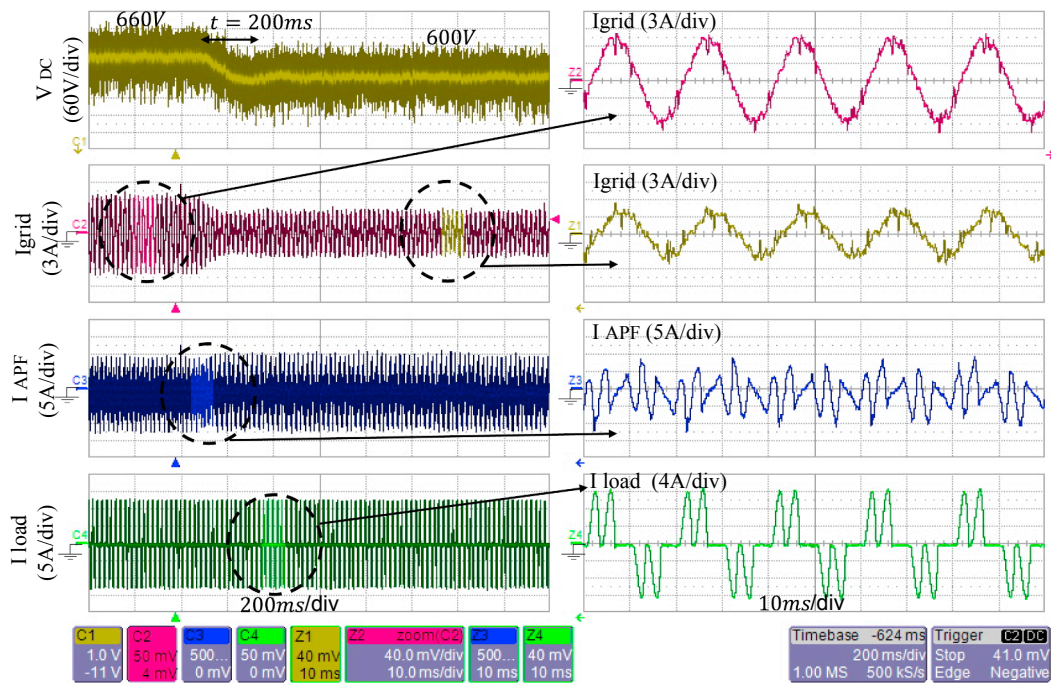 660V
t = 200ms
600V
V DC
(60V/div)
C1
Igrid (3A/div)
Z2
Igrid
(3A/div)
C2
Igrid (3A/div)
Z1
I APF
(5A/div)
C3
I APF (5A/div)
Z3
I load
(5A/div)
C4
200ms/div
I load (4A/div)
Z4
10ms/div
C1
1.0 V
-11 V
C2
50 mV
4 mV
C3
500...
0 mV
C4
50 mV
0 mV
Z1
40 mV
10 ms
Z2 zoom(C2)
40.0 mV/div
10.0 ms/div
Z3
500...
10 ms
Z4
40 mV
10 ms
Timebase -624 ms
200 ms/div
1.00 MS 500 kS/s
Trigger C2 DC
Stop 41.0 mV
Edge Negative